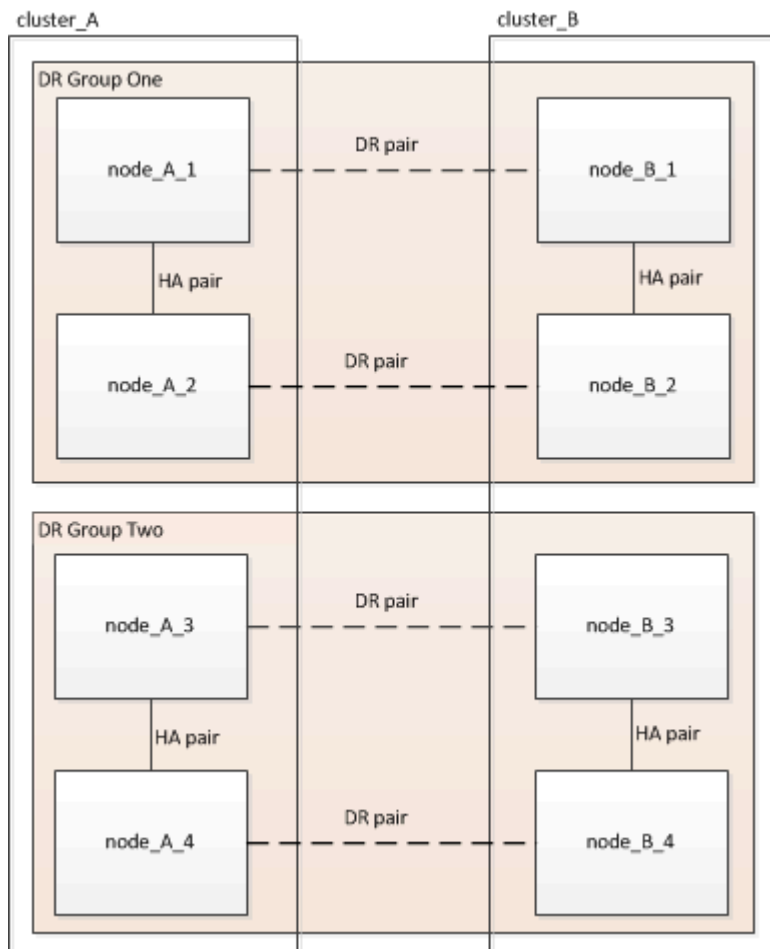 cluster_A
cluster_B
DR Group One
node_A_1
DR pair
node_B_1
HA pair
HA pair
node_A_2
DR pair
node_B_2
DR Group Two
node_A_3
DR pair
node_B_3
HA pair
HA pair
node_A_4
DR pair
node_B_4